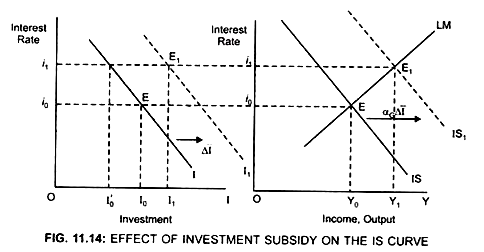 Interest
Rate
i₁
E₁
i₀
E
ΔI̅
I
I₁
O
I'₀
I₀
I₁
I
Investment
Interest
Rate
LM
i₁
E₁
i₀
E
α_GΔI̅
IS₁
IS
O
Y₀
Y₁
Y
Income, Output
FIG. 11.14: EFFECT OF INVESTMENT SUBSIDY ON THE IS CURVE